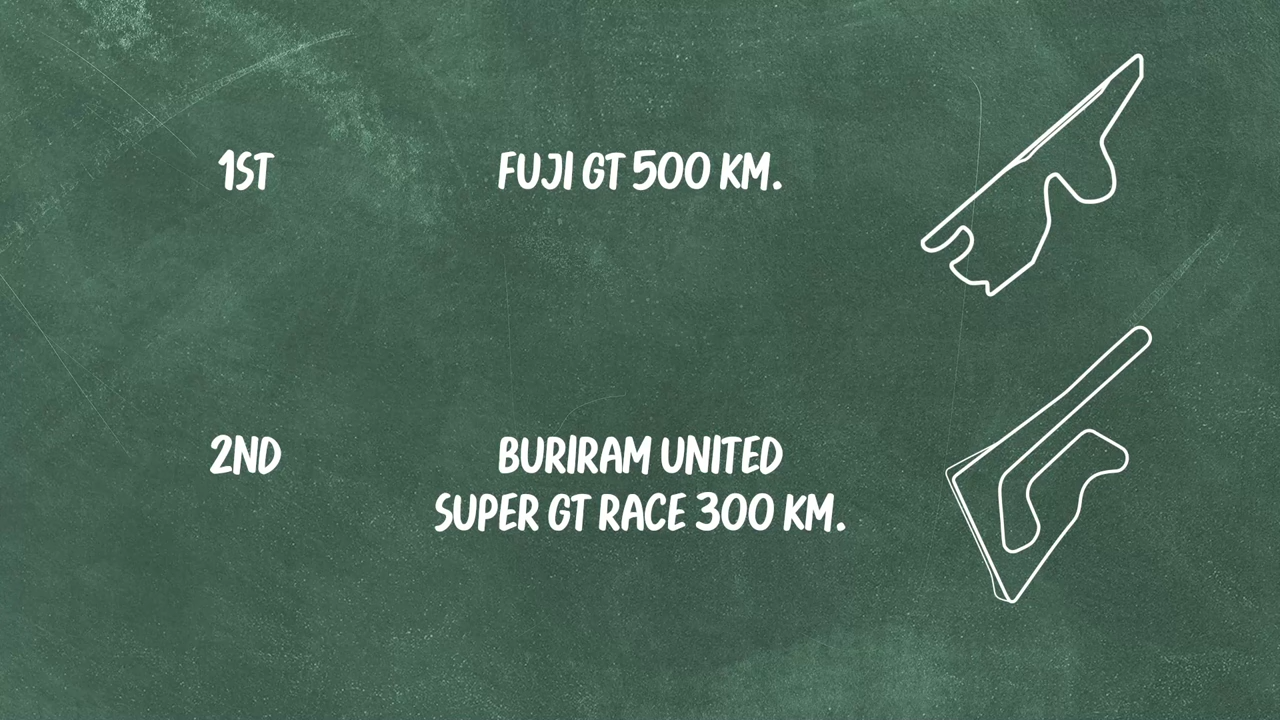 1ST
FUJI GT 500 KM.
2ND
BURIRAM UNITED
SUPER GT RACE 300 KM.